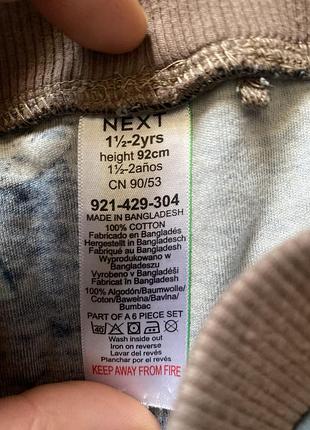 NEXT
1½-2yrs
height 92cm
1½-2años
CN 90/53
921-429-304
MADE IN BANGLADESH
100% COTTON
Fabricado en Bangladés
Hergestellt in Bangladesch
Fabriqué au Bangladesh
Wyprodukowano w
Bangladeszu
Vyrobeno v Bangladéši
Fabricat în Bangladesh
100% Algodón/Baumwolle/
Coton/Bawełna/Bavlna/
Bumbac
PART OF A 6 PIECE SET
40
Wash inside out
Iron on reverse
Lavar del revés
Planchar del revés
KEEP AWAY FROM FIRE